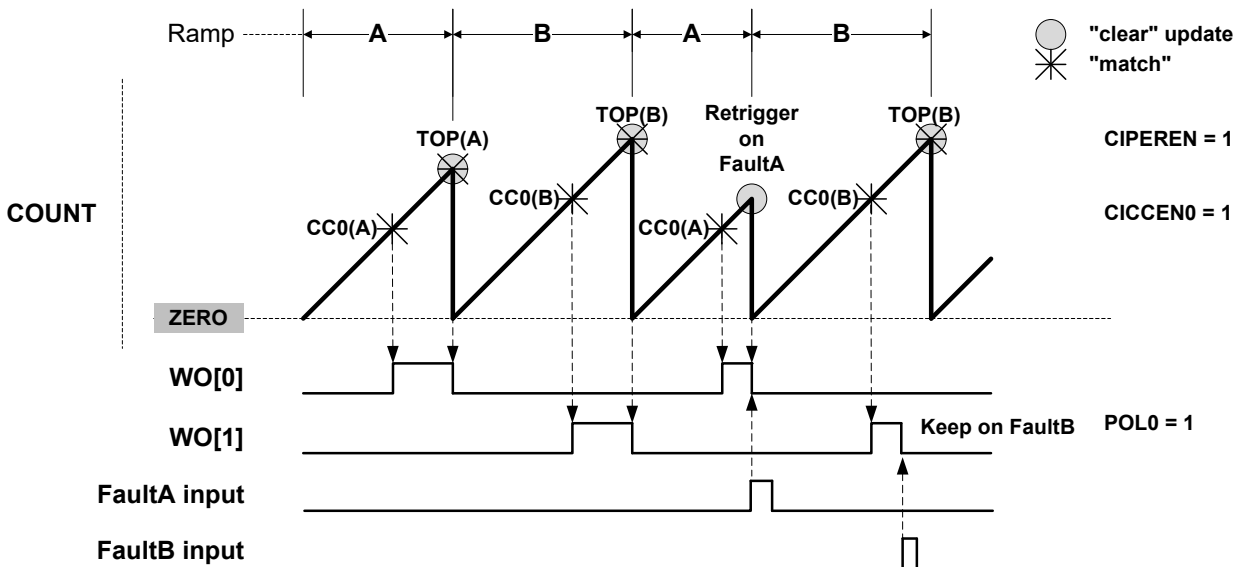 Ramp
A
B
A
B
"clear" update
"match"
TOP(A)
TOP(B)
Retrigger
on
FaultA
TOP(B)
CIPEREN = 1
COUNT
CC0(A)
CC0(B)
CC0(A)
CC0(B)
CICCEN0 = 1
ZERO
WO[0]
WO[1]
Keep on FaultB
POL0 = 1
FaultA input
FaultB input